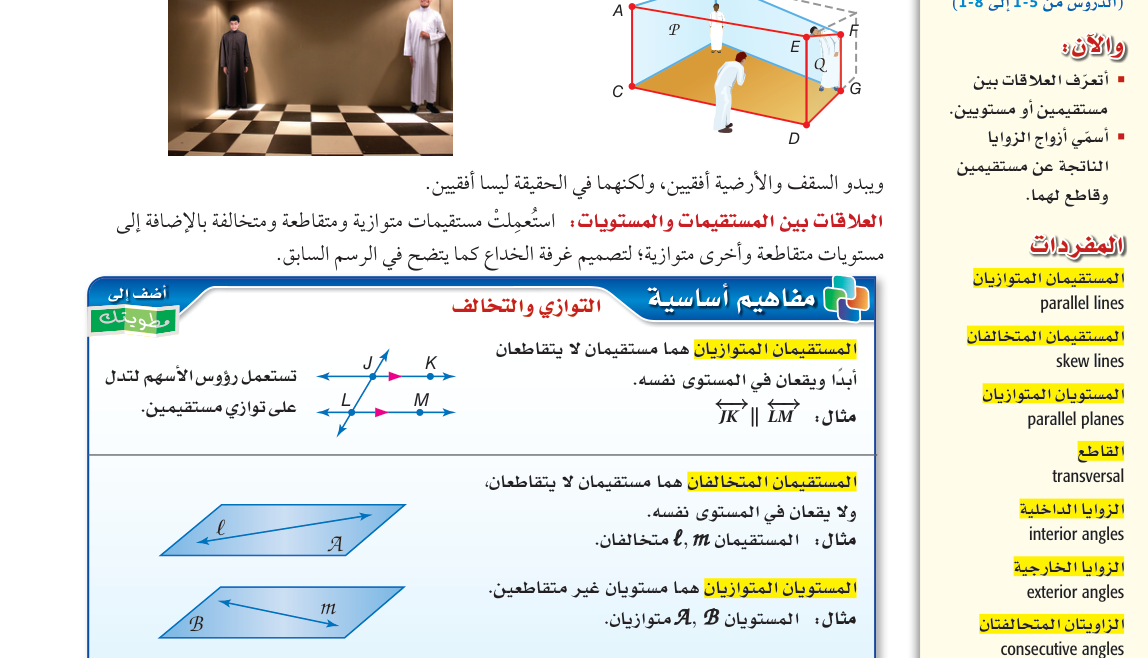 (الدروس من 5-1 إلى 8-1)
والآن:
▪ أتعرّف العلاقات بين
مستقيمين أو مستويين.
▪ أسمّي أزواج الزوايا
الناتجة عن مستقيمين
وقاطع لهما.
المفردات
المستقيمان المتوازيان
parallel lines
المستقيمان المتخالفان
skew lines
المستويان المتوازيان
parallel planes
القاطع
transversal
الزوايا الداخلية
interior angles
الزوايا الخارجية
exterior angles
الزاويتان المتحالفتان
consecutive angles
A
P
E
F
Q
C
G
D
ويبدو السقف والأرضية أفقيين، ولكنهما في الحقيقة ليسا أفقيين.
العلاقات بين المستقيمات والمستويات: استُعمِلتْ مستقيمات متوازية ومتقاطعة ومتخالفة بالإضافة إلى
مستويات متقاطعة وأخرى متوازية؛ لتصميم غرفة الخداع كما يتضح في الرسم السابق.
مفاهيم أساسية
التوازي والتخالف
أضف إلى
مطويتك
المستقيمان المتوازيان هما مستقيمان لا يتقاطعان
أبدًا ويقعان في المستوى نفسه.
مثال: JK || LM
J K
L M
تستعمل رؤوس الأسهم لتدل
على توازي مستقيمين.
المستقيمان المتخالفان هما مستقيمان لا يتقاطعان،
ولا يقعان في المستوى نفسه.
مثال: المستقيمان ℓ, m متخالفان.
ℓ
A
المستويان المتوازيان هما مستويان غير متقاطعين.
مثال: المستويان A, B متوازيان.
m
B